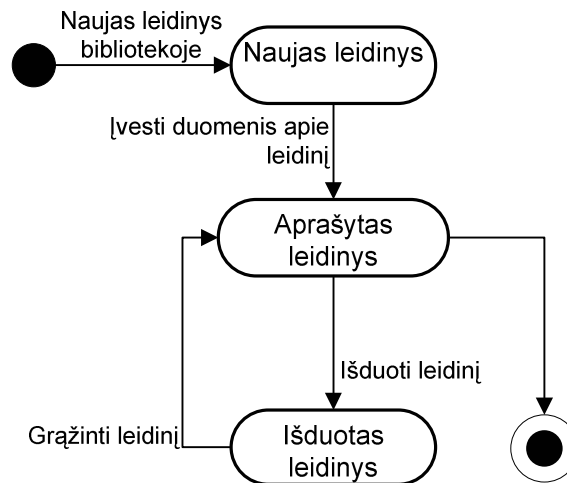 Naujas leidinys
bibliotekoje
Naujas leidinys
Įvesti duomenis apie
leidinį
Aprašytas
leidinys
Išduoti leidinį
Grąžinti leidinį
Išduotas
leidinys